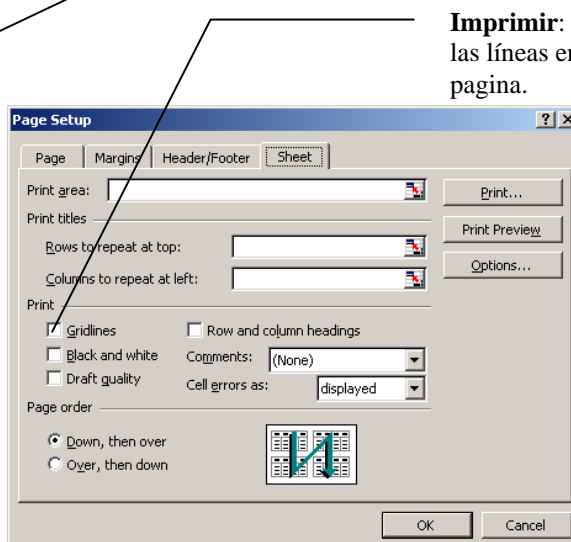 Imprimir:
las líneas
pagina.
Page Setup
Page Margins Header/Footer Sheet
Print area:
Print...
Print titles
Print Preview
Rows to repeat at top:
Options...
Columns to repeat at left:
Print
Gridlines Row and column headings
Black and white Comments: (None)
Draft quality Cell errors as: displayed
Page order
Down, then over
Over, then down
OK Cancel